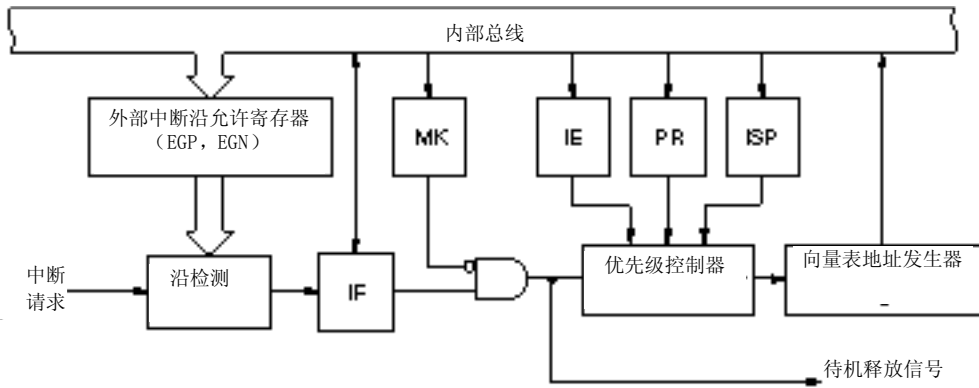 内部总线
外部中断沿允许寄存器
（EGP，EGN）
MK
IE
PR
ISP
中断
请求
沿检测
IF
优先级控制器
向量表地址发生器
待机释放信号